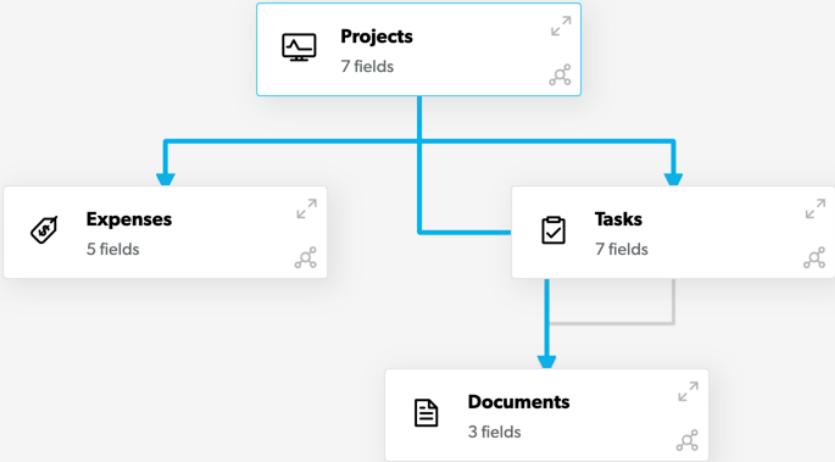 Projects
7 fields
Expenses
5 fields
Tasks
7 fields
Documents
3 fields